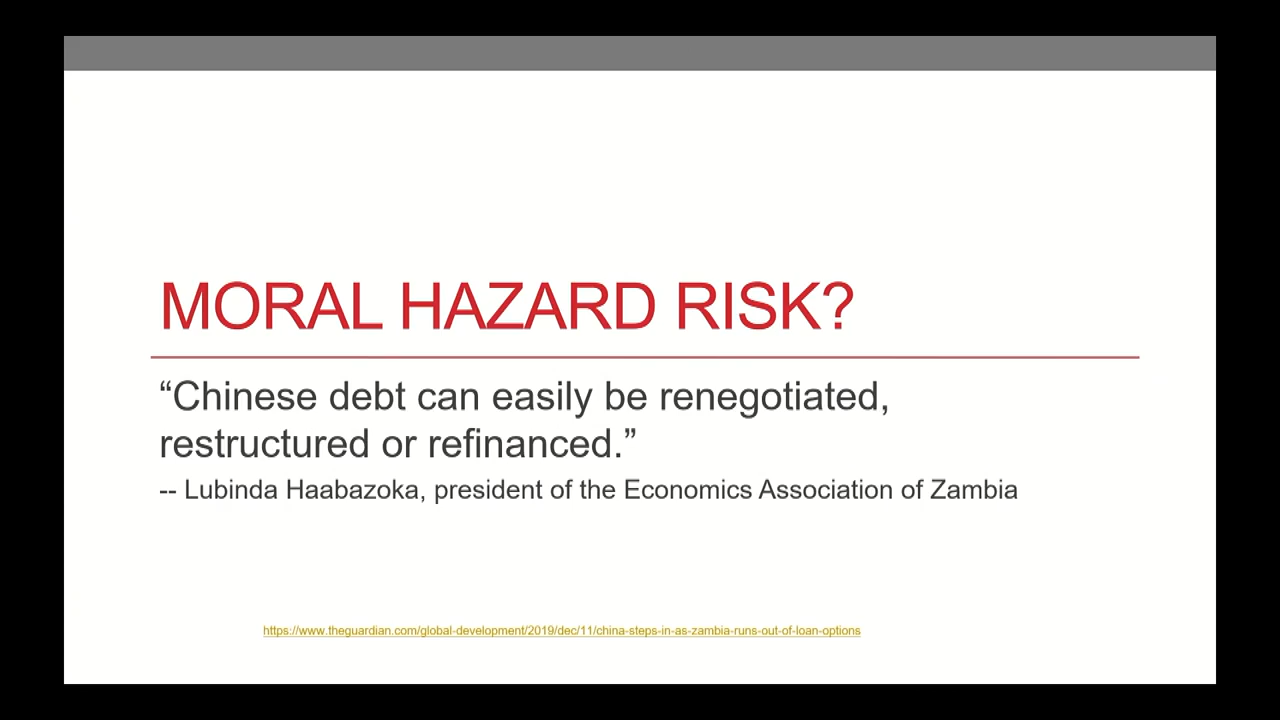 MORAL HAZARD RISK?
“Chinese debt can easily be renegotiated,
restructured or refinanced.”
-- Lubinda Haabazoka, president of the Economics Association of Zambia
https://www.theguardian.com/global-development/2019/dec/11/china-steps-in-as-zambia-runs-out-of-loan-options